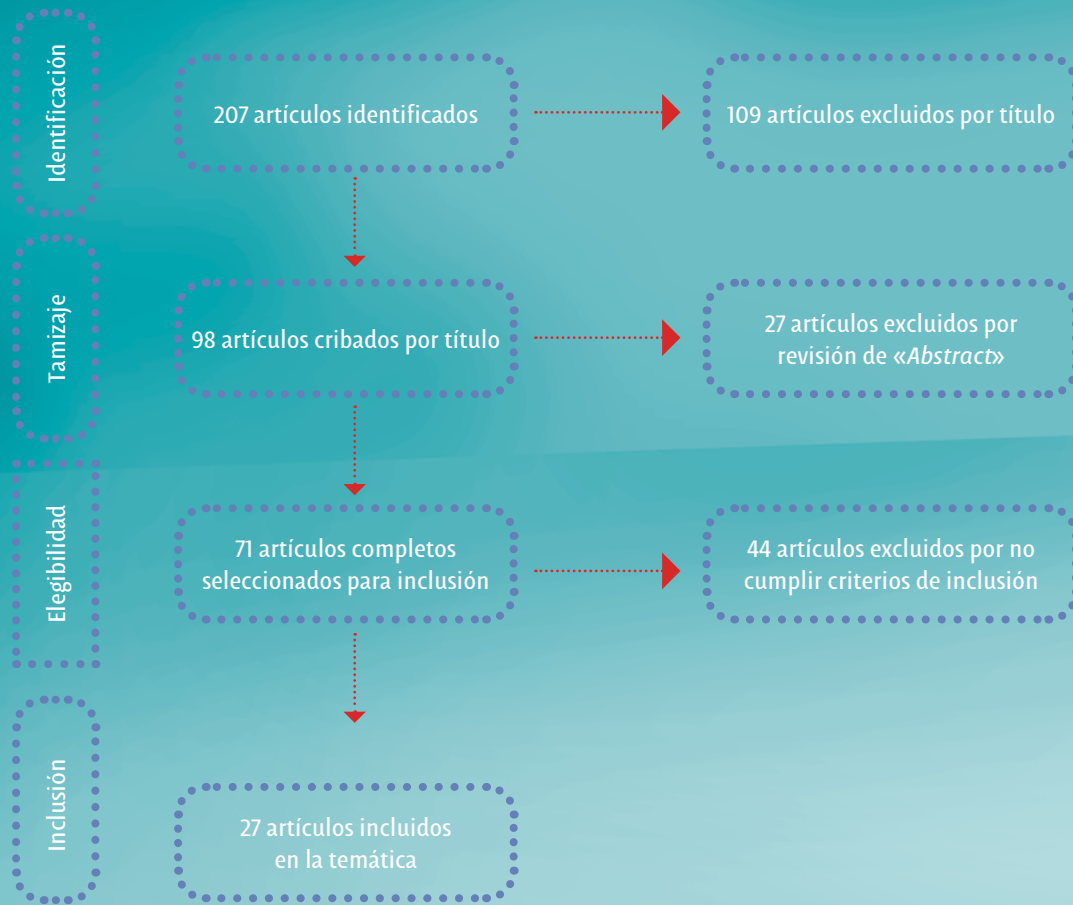 Identificación
207 artículos identificados
109 artículos excluidos por título
Tamizaje
98 artículos cribados por título
27 artículos excluidos por
revisión de «Abstract»
Elegibilidad
71 artículos completos
seleccionados para inclusión
44 artículos excluidos por no
cumplir criterios de inclusión
Inclusión
27 artículos incluidos
en la temática